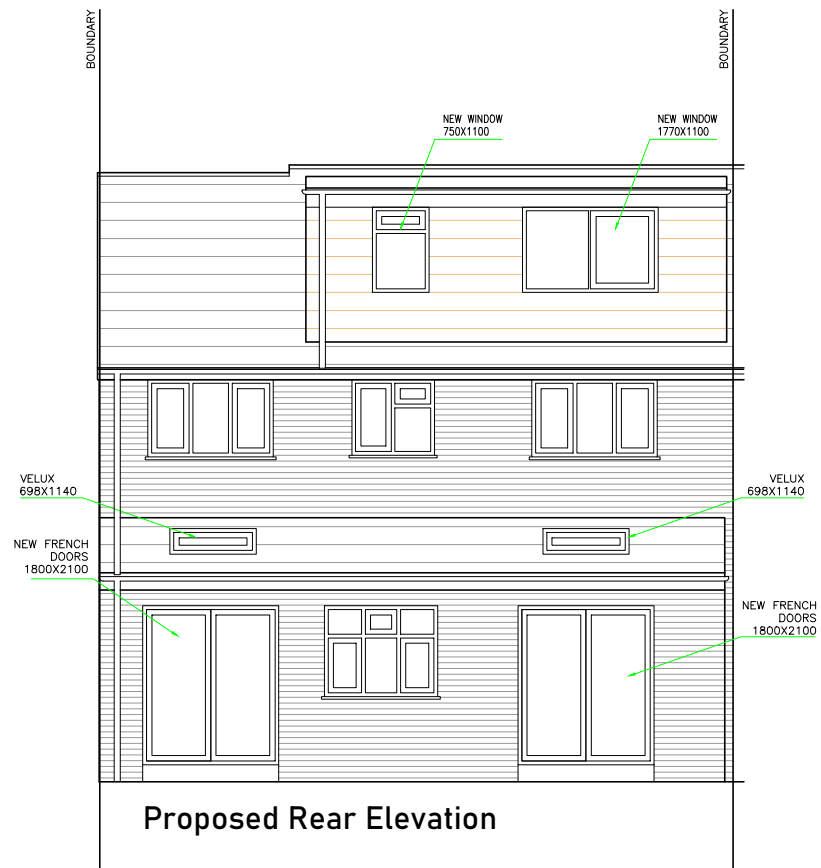 BOUNDARY
BOUNDARY
NEW WINDOW
750X1100
NEW WINDOW
1770X1100
VELUX
698X1140
VELUX
698X1140
NEW FRENCH
DOORS
1800X2100
NEW FRENCH
DOORS
1800X2100
Proposed Rear Elevation